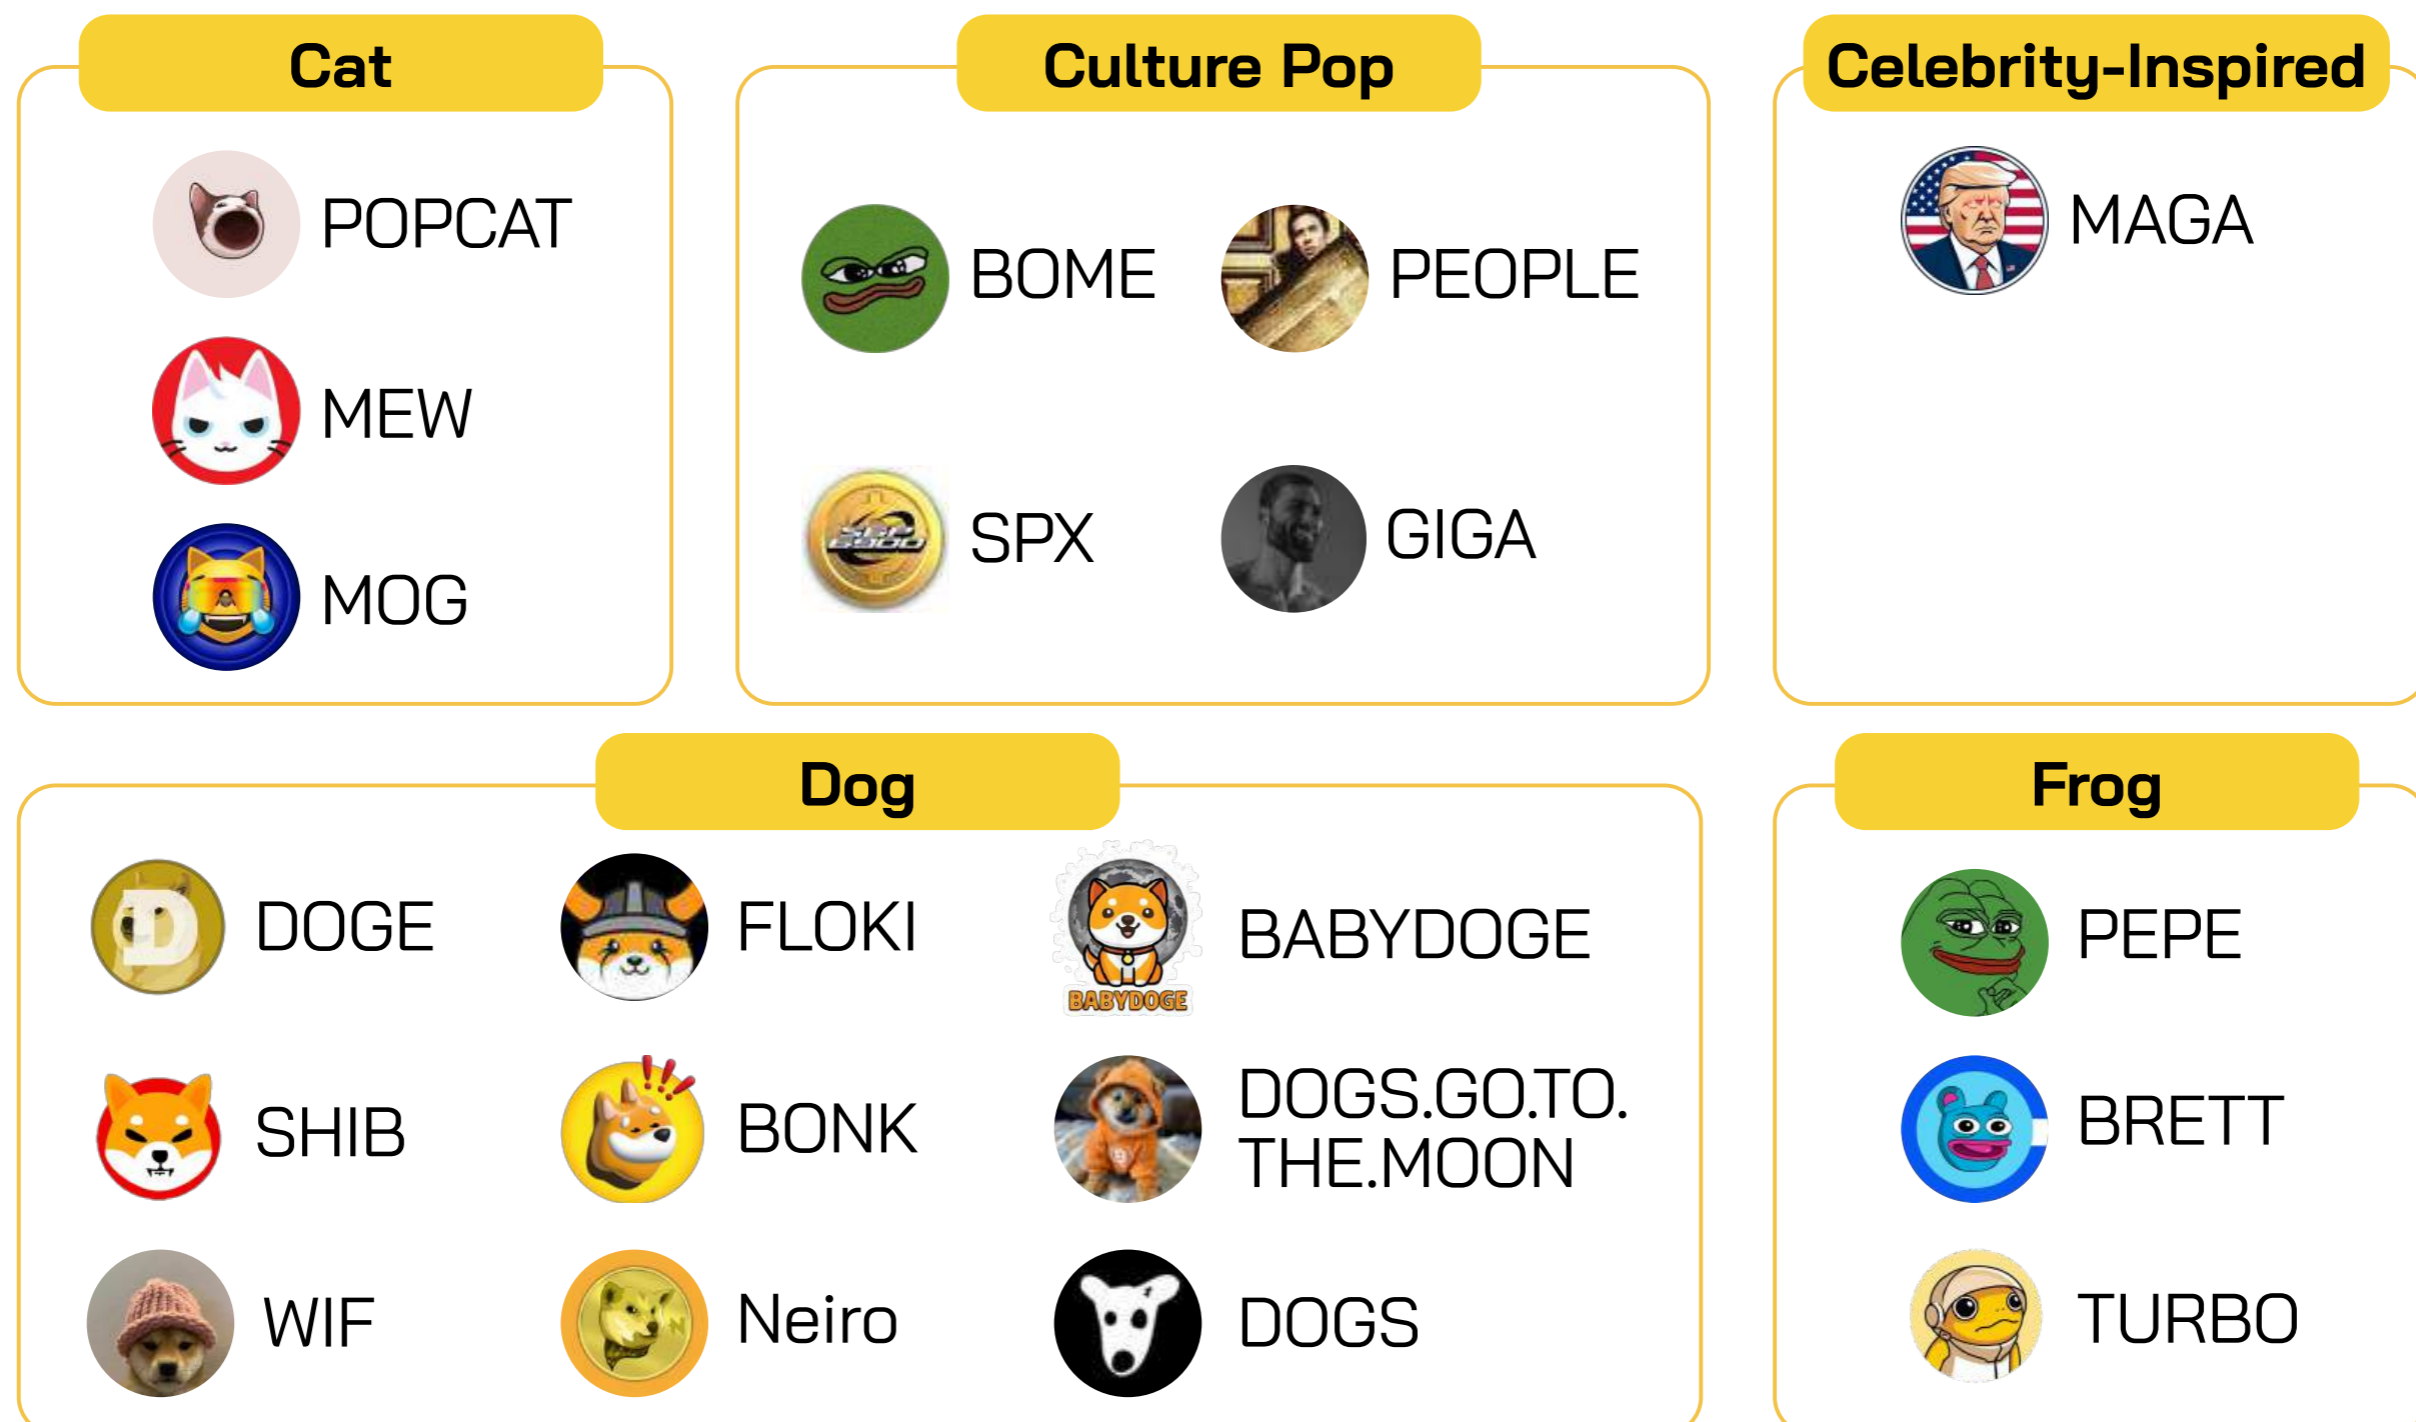 Cat
POPCAT
MEW
MOG
Culture Pop
BOME
PEOPLE
SPX
GIGA
Celebrity-Inspired
MAGA
Dog
DOGE
FLOKI
BABYDOGE
BABYDOGE
SHIB
BONK
DOGS.GO.TO.
THE.MOON
WIF
Neiro
DOGS
Frog
PEPE
BRETT
TURBO